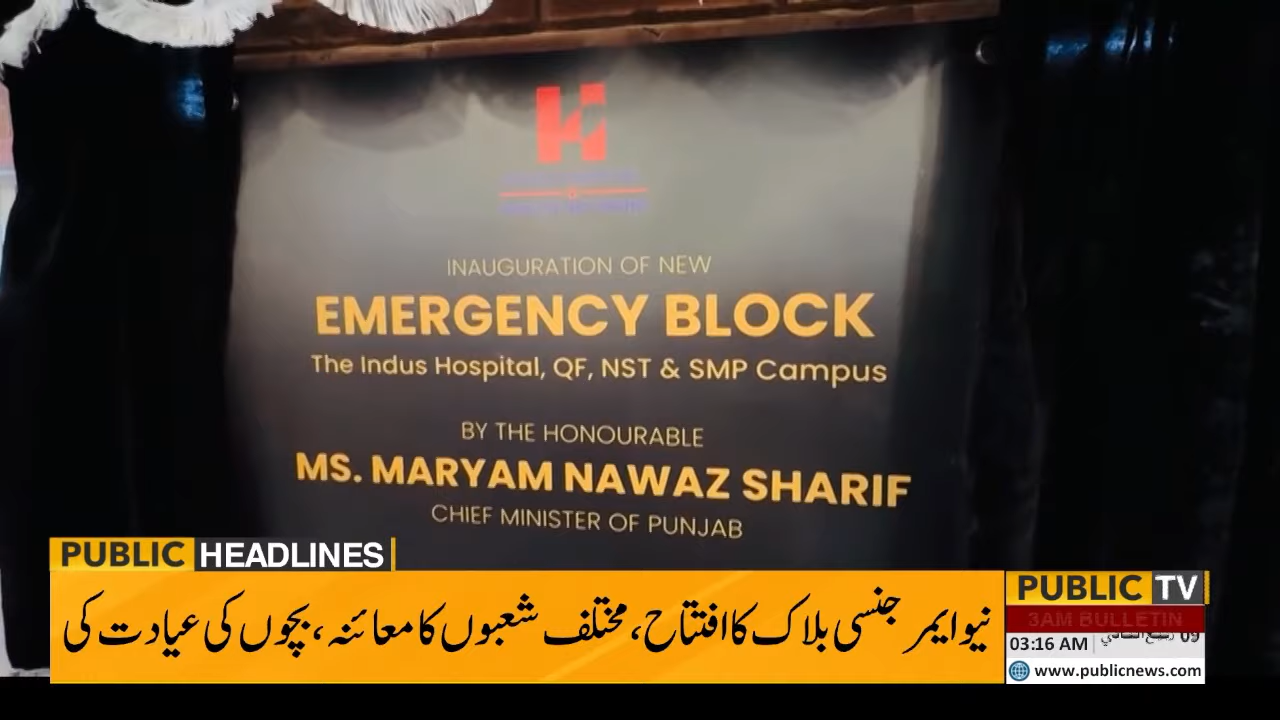 INAUGURATION OF NEW
EMERGENCY BLOCK
The Indus Hospital, QF, NST & SMP Campus
BY THE HONOURABLE
MS. MARYAM NAWAZ SHARIF
CHIEF MINISTER OF PUNJAB
PUBLIC HEADLINES
نیو ایمرجنسی بلاک کا افتتاح، مختلف شعبوں کا معائنہ، بچوں کی عیادت کی
PUBLIC TV
3AM BULLETIN
03:16 AM
09
www.publicnews.com